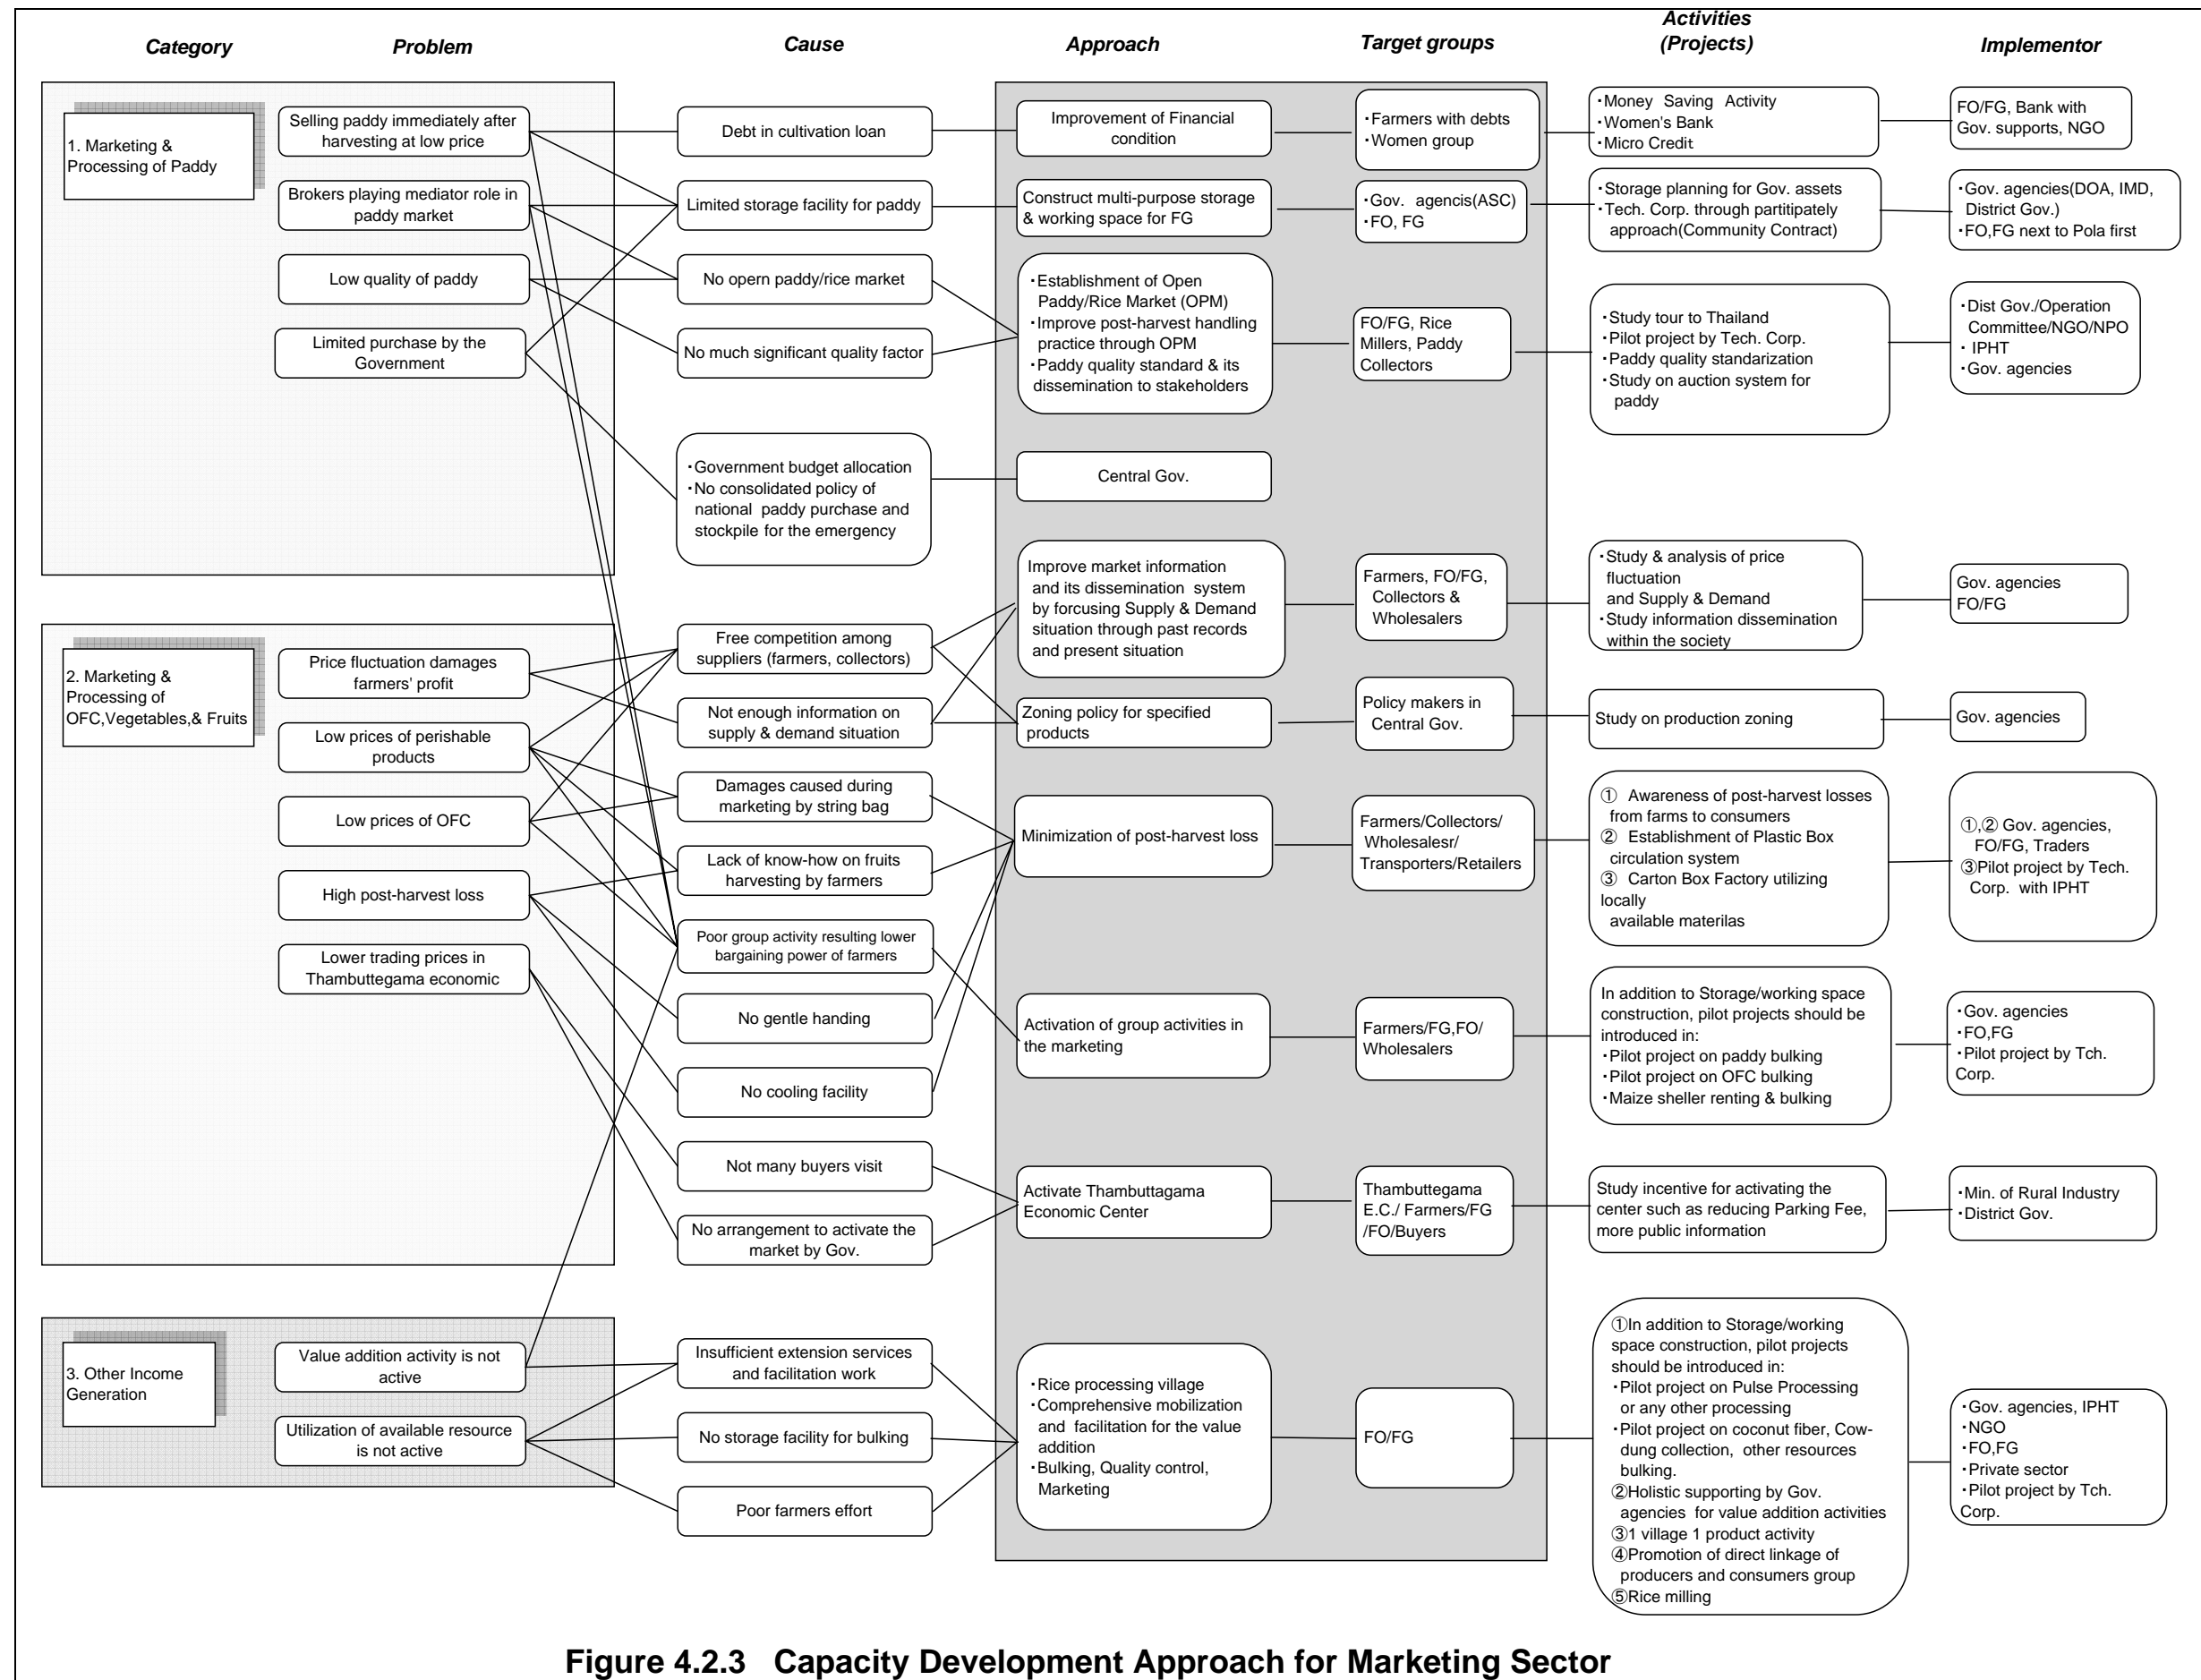 Category
Problem
Cause
Approach
Target groups
Activities
(Projects)
Implementor
1. Marketing &
Processing of Paddy
Selling paddy immediately after
harvesting at low price
Brokers playing mediator role in
paddy market
Low quality of paddy
Limited purchase by the
Government
Debt in cultivation loan
Limited storage facility for paddy
No opern paddy/rice market
No much significant quality factor
・Government budget allocation
・No consolidated policy of
national paddy purchase and
stockpile for the emergency
Improvement of Financial
condition
Construct multi-purpose storage
& working space for FG
・Establishment of Open
Paddy/Rice Market (OPM)
・Improve post-harvest handling
practice through OPM
・Paddy quality standard & its
dissemination to stakeholders
Central Gov.
・Farmers with debts
・Women group
・Gov. agencis(ASC)
・FO, FG
FO/FG, Rice
Millers, Paddy
Collectors
・Money Saving Activity
・Women's Bank
・Micro Credit
・Storage planning for Gov. assets
・Tech. Corp. through partitipately
approach(Community Contract)
・Study tour to Thailand
・Pilot project by Tech. Corp.
・Paddy quality standarization
・Study on auction system for
paddy
FO/FG, Bank with
Gov. supports, NGO
・Gov. agencies(DOA, IMD,
District Gov.)
・FO,FG next to Pola first
・Dist Gov./Operation
Committee/NGO/NPO
・IPHT
・Gov. agencies
2. Marketing &
Processing of
OFC,Vegetables,& Fruits
Price fluctuation damages
farmers' profit
Low prices of perishable
products
Low prices of OFC
High post-harvest loss
Lower trading prices in
Thambuttegama economic
Free competition among
suppliers (farmers, collectors)
Not enough information on
supply & demand situation
Damages caused during
marketing by string bag
Lack of know-how on fruits
harvesting by farmers
Poor group activity resulting lower
bargaining power of farmers
No gentle handing
No cooling facility
Not many buyers visit
No arrangement to activate the
market by Gov.
Improve market information
and its dissemination system
by forcusing Supply & Demand
situation through past records
and present situation
Zoning policy for specified
products
Minimization of post-harvest loss
Activation of group activities in
the marketing
Activate Thambuttagama
Economic Center
Farmers, FO/FG,
Collectors &
Wholesalers
Policy makers in
Central Gov.
Farmers/Collectors/
Wholesalesr/
Transporters/Retailers
Farmers/FG,FO/
Wholesalers
Thambuttegama
E.C./ Farmers/FG
/FO/Buyers
・Study & analysis of price
fluctuation
and Supply & Demand
・Study information dissemination
within the society
Study on production zoning
① Awareness of post-harvest losses
from farms to consumers
② Establishment of Plastic Box
circulation system
③ Carton Box Factory utilizing
locally
available materilas
In addition to Storage/working space
construction, pilot projects should be
introduced in:
・Pilot project on paddy bulking
・Pilot project on OFC bulking
・Maize sheller renting & bulking
Study incentive for activating the
center such as reducing Parking Fee,
more public information
Gov. agencies
FO/FG
Gov. agencies
①,② Gov. agencies,
FO/FG, Traders
③Pilot project by Tech.
Corp. with IPHT
・Gov. agencies
・FO,FG
・Pilot project by Tch.
Corp.
・Min. of Rural Industry
・District Gov.
3. Other Income
Generation
Value addition activity is not
active
Utilization of available resource
is not active
Insufficient extension services
and facilitation work
No storage facility for bulking
Poor farmers effort
・Rice processing village
・Comprehensive mobilization
and facilitation for the value
addition
・Bulking, Quality control,
Marketing
FO/FG
①In addition to Storage/working
space construction, pilot projects
should be introduced in:
・Pilot project on Pulse Processing
or any other processing
・Pilot project on coconut fiber, Cow-
dung collection, other resources
bulking.
②Holistic supporting by Gov.
agencies for value addition activities
③1 village 1 product activity
④Promotion of direct linkage of
producers and consumers group
⑤Rice milling
・Gov. agencies, IPHT
・NGO
・FO,FG
・Private sector
・Pilot project by Tch.
Corp.
Figure 4.2.3 Capacity Development Approach for Marketing Sector